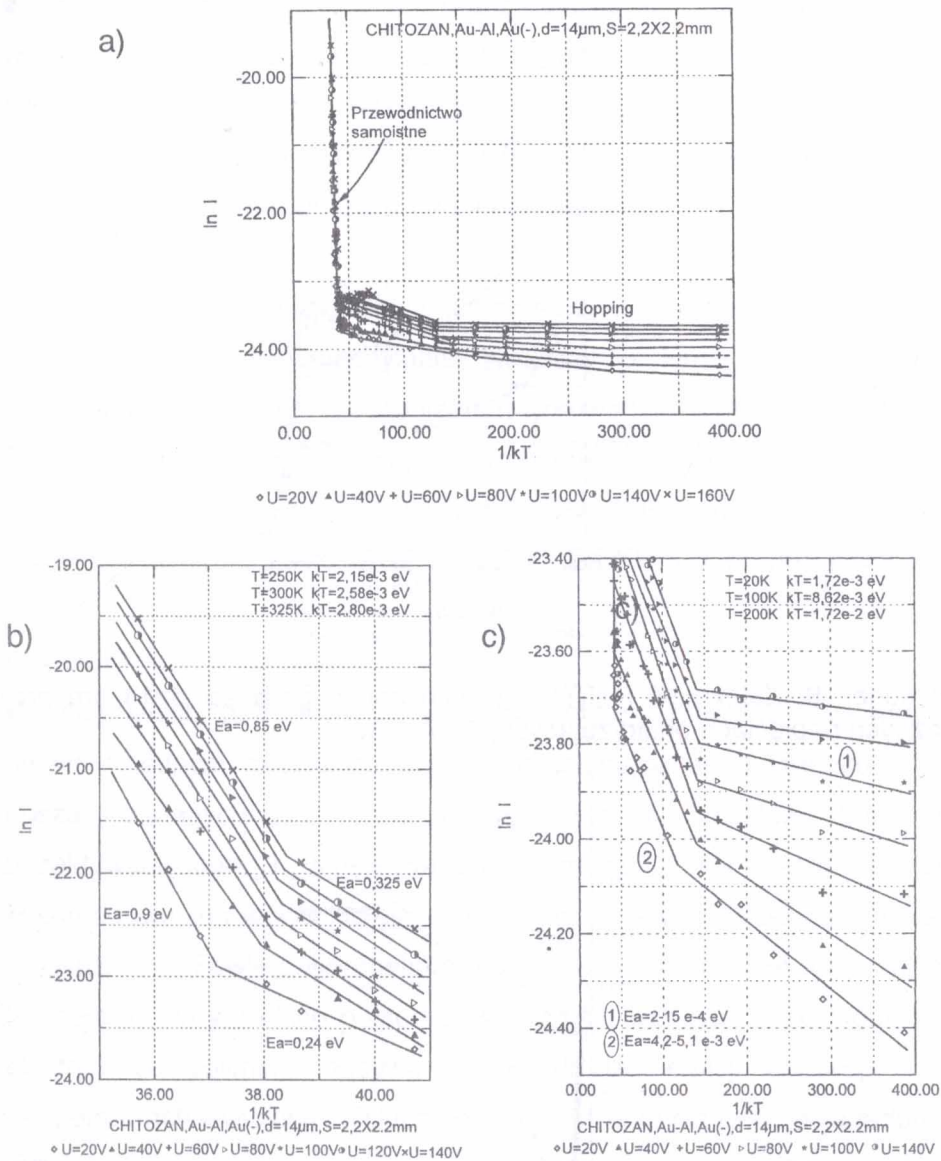 a)
CHITOZAN,Au-Al,Au(-),d=14µm,S=2,2X2.2mm
-20.00
Przewodnictwo
samoistne
ln I
-22.00
Hopping
-24.00
0.00 100.00 200.00 300.00 400.00
1/kT
U=20V U=40V U=60V U=80V U=100V U=140V U=160V
b)
-19.00
T=250K kT=2,15e-3 eV
T=300K kT=2,58e-3 eV
T=325K kT=2.80e-3 eV
-20.00
Ea=0,85 eV
-21.00
ln I
-22.00
Ea=0,325 eV
Ea=0,9 eV
-23.00
Ea=0,24 eV
-24.00
36.00 38.00 40.00
1/kT
CHITOZAN,Au-Al,Au(-),d=14µm,S=2,2X2.2mm
U=20V U=40V U=60V U=80V U=100V U=120V U=140V
c)
-23.40
T=20K kT=1,72e-3 eV
T=100K kT=8,62e-3 eV
T=200K kT=1,72e-2 eV
C)
-23.60
-23.80
1
ln I
-24.00
2
-24.20
1 Ea=2-15 e-4 eV
2 Ea=4,2-5,1 e-3 eV
-24.40
0.00 100.00 200.00 300.00 400.00
1/kT
CHITOZAN,Au-Al,Au(-),d=14µm,S=2,2X2.2mm
U=20V U=40V U=60V U=80V U=100V U=140V